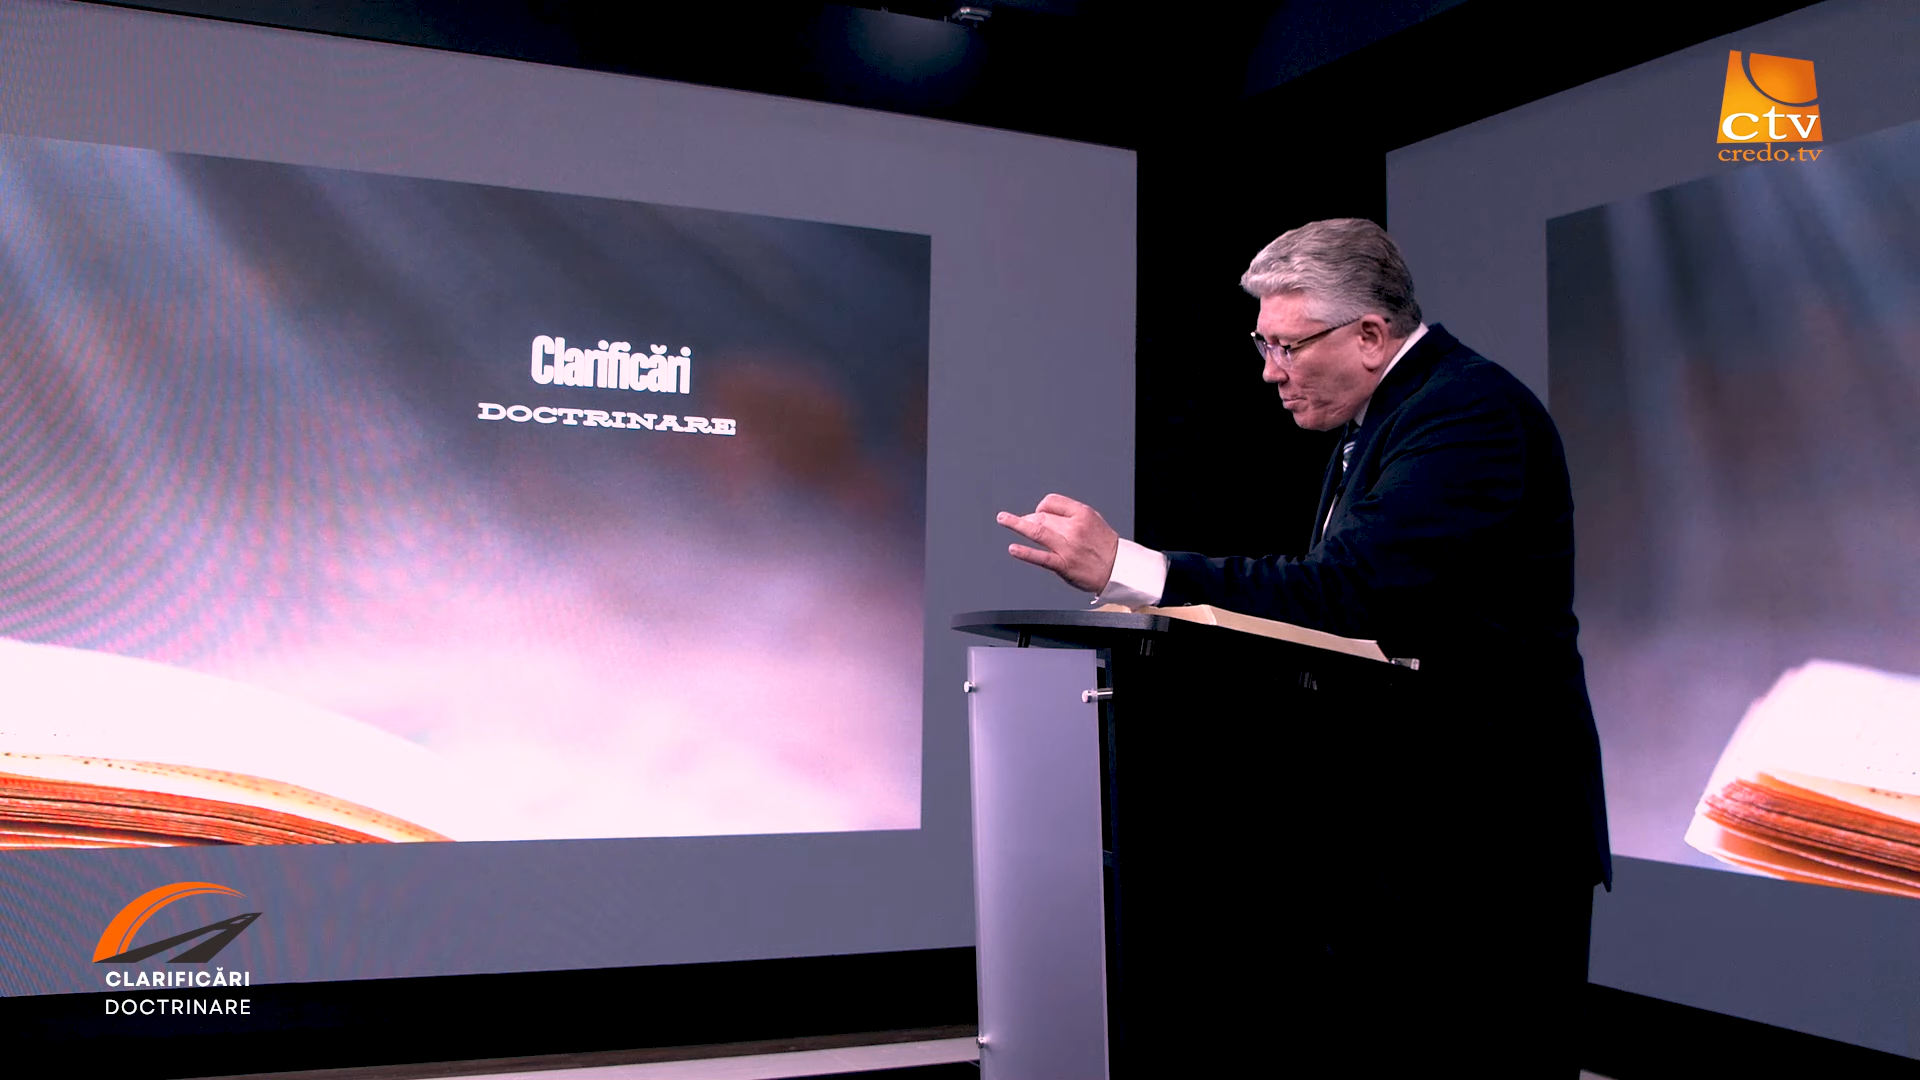 ctv
credo.tv
Clarificări
DOCTRINARE
CLARIFICĂRI
DOCTRINARE